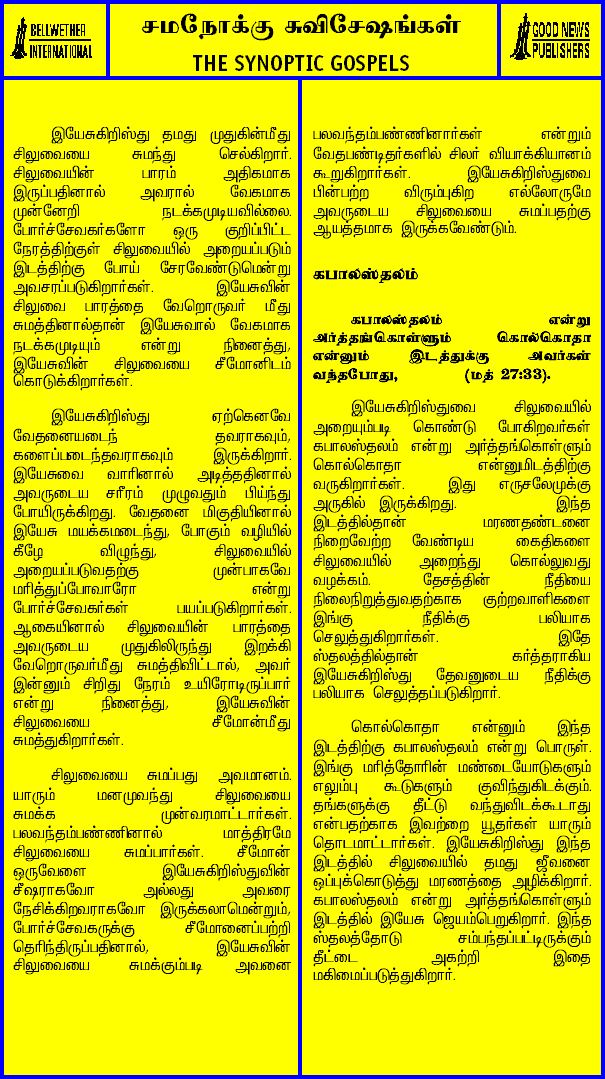 BELLWETHER
INTERNATIONAL
சமநோக்கு சுவிசேஷங்கள்
THE SYNOPTIC GOSPELS
GOOD NEWS
PUBLISHERS
இயேசுகிறிஸ்து தமது முதுகின்மீது
சிலுவையை சுமந்து செல்கிறார்.
சிலுவையின் பாரம் அதிகமாக
இருப்பதினால் அவரால் வேகமாக
முன்னேறி நடக்கமுடியவில்லை.
போர்ச்சேவகர்களோ ஒரு குறிப்பிட்ட
நேரத்திற்குள் சிலுவையில் அறையப்படும்
இடத்திற்கு போய் சேரவேண்டுமென்று
அவசரப்படுகிறார்கள். இயேசுவின்
சிலுவை பாரத்தை வேறொருவர் மீது
சுமத்தினால்தான் இயேசுவால் வேகமாக
நடக்கமுடியும் என்று நினைத்து,
இயேசுவின் சிலுவையை சீமோனிடம்
கொடுக்கிறார்கள்.
இயேசுகிறிஸ்து ஏற்கெனவே
வேதனையடைந் தவராகவும்,
களைப்படைந்தவராகவும் இருக்கிறார்.
இயேசுவை வாரினால் அடித்ததினால்
அவருடைய சரீரம் முழுவதும் பிய்ந்து
போயிருக்கிறது. வேதனை மிகுதியினால்
இயேசு மயக்கமடைந்து, போகும் வழியில்
கீழே விழுந்து, சிலுவையில்
அறையப்படுவதற்கு முன்பாகவே
மரித்துப்போவாரோ என்று
போர்ச்சேவகர்கள் பயப்படுகிறார்கள்.
ஆகையினால் சிலுவையின் பாரத்தை
அவருடைய முதுகிலிருந்து இறக்கி
வேறொருவர்மீது சுமத்திவிட்டால், அவர்
இன்னும் சிறிது நேரம் உயிரோடிருப்பார்
என்று நினைத்து, இயேசுவின்
சிலுவையை சீமோன்மீது
சுமத்துகிறார்கள்.
சிலுவையை சுமப்பது அவமானம்.
யாரும் மனமுவந்து சிலுவையை
சுமக்க முன்வரமாட்டார்கள்.
பலவந்தம்பண்ணினால் மாத்திரமே
சிலுவையை சுமப்பார்கள். சீமோன்
ஒருவேளை இயேசுகிறிஸ்துவின்
சீஷராகவோ அல்லது அவரை
நேசிக்கிறவராகவோ இருக்கலாமென்றும்,
போர்ச்சேவகருக்கு சீமோனைப்பற்றி
தெரிந்திருப்பதினால், இயேசுவின்
சிலுவையை சுமக்கும்படி அவனை
பலவந்தம்பண்ணினார்கள் என்றும்
வேதபண்டிதர்களில் சிலர் வியாக்கியானம்
கூறுகிறார்கள். இயேசுகிறிஸ்துவை
பின்பற்ற விரும்புகிற எல்லோருமே
அவருடைய சிலுவையை சுமப்பதற்கு
ஆயத்தமாக இருக்கவேண்டும்.
கபாலஸ்தலம்
கபாலஸ்தலம் என்று
அர்த்தங்கொள்ளும் கொல்கொதா
என்னும் இடத்துக்கு அவர்கள்
வந்தபோது, (மத் 27:33).
இயேசுகிறிஸ்துவை சிலுவையில்
அறையும்படி கொண்டு போகிறவர்கள்
கபாலஸ்தலம் என்று அர்த்தங்கொள்ளும்
கொல்கொதா என்னுமிடத்திற்கு
வருகிறார்கள். இது எருசலேமுக்கு
அருகில் இருக்கிறது. இந்த
இடத்தில்தான் மரணதண்டனை
நிறைவேற்ற வேண்டிய கைதிகளை
சிலுவையில் அறைந்து கொல்லுவது
வழக்கம். தேசத்தின் நீதியை
நிலைநிறுத்துவதற்காக குற்றவாளிகளை
இங்கு நீதிக்கு பலியாக
செலுத்துகிறார்கள். இதே
ஸ்தலத்தில்தான் கர்த்தராகிய
இயேசுகிறிஸ்து தேவனுடைய நீதிக்கு
பலியாக செலுத்தப்படுகிறார்.
கொல்கொதா என்னும் இந்த
இடத்திற்கு கபாலஸ்தலம் என்று பொருள்.
இங்கு மரித்தோரின் மண்டையோடுகளும்
எலும்பு கூடுகளும் குவிந்துகிடக்கும்.
தங்களுக்கு தீட்டு வந்துவிடக்கூடாது
என்பதற்காக இவற்றை யூதர்கள் யாரும்
தொடமாட்டார்கள். இயேசுகிறிஸ்து இந்த
இடத்தில் சிலுவையில் தமது ஜீவனை
ஒப்புக்கொடுத்து மரணத்தை அழிக்கிறார்.
கபாலஸ்தலம் என்று அர்த்தங்கொள்ளும்
இடத்தில் இயேசு ஜெயம்பெறுகிறார். இந்த
ஸ்தலத்தோடு சம்பந்தப்பட்டிருக்கும்
தீட்டை அகற்றி இதை
மகிமைப்படுத்துகிறார்.